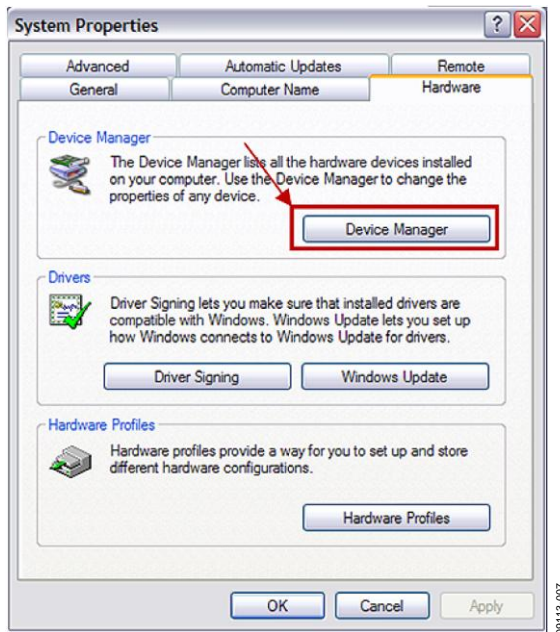 System Properties
?
Advanced
Automatic Updates
Remote
General
Computer Name
Hardware
Device Manager
The Device Manager lists all the hardware devices installed
on your computer. Use the Device Manager to change the
properties of any device.
Device Manager
Drivers
Driver Signing lets you make sure that installed drivers are
compatible with Windows. Windows Update lets you set up
how Windows connects to Windows Update for drivers.
Driver Signing
Windows Update
Hardware Profiles
Hardware profiles provide a way for you to set up and store
different hardware configurations.
Hardware Profiles
OK
Cancel
Apply